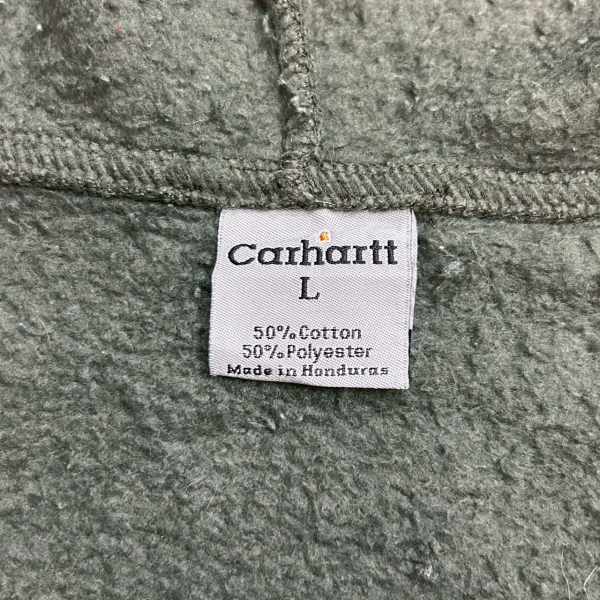 Carhartt
L
50% Cotton
50% Polyester
Made in Honduras